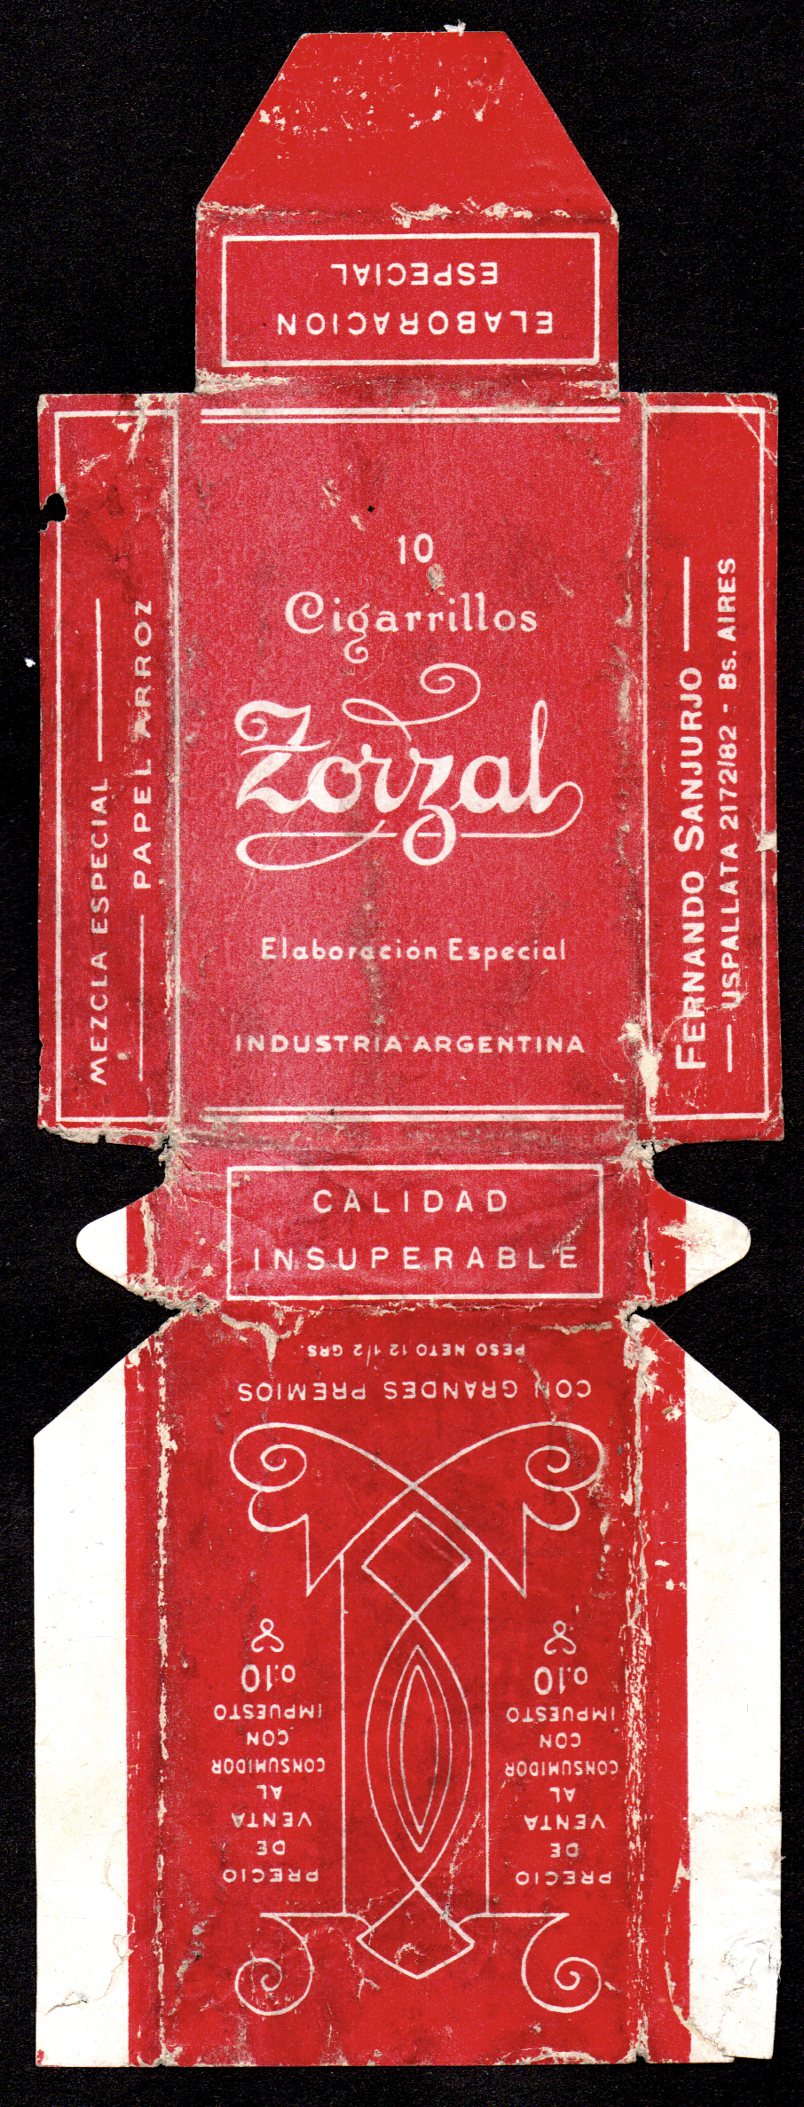 ELABORACION
ESPECIAL
10
Cigarrillos
Zorzal
Elaboración Especial
INDUSTRIA ARGENTINA
MEZCLA ESPECIAL
PAPEL ARROZ
FERNANDO SANJURJO
USPALLATA 2172/82 - Bs. AIRES
CALIDAD
INSUPERABLE
PRECIO
DE
VENTA
AL
CONSUMIDOR
CON
IMPUESTO
0.10
PRECIO
DE
VENTA
AL
CONSUMIDOR
CON
IMPUESTO
0.10
CON GRANDES PREMIOS
PESO NETO 12 1/2 GRS.